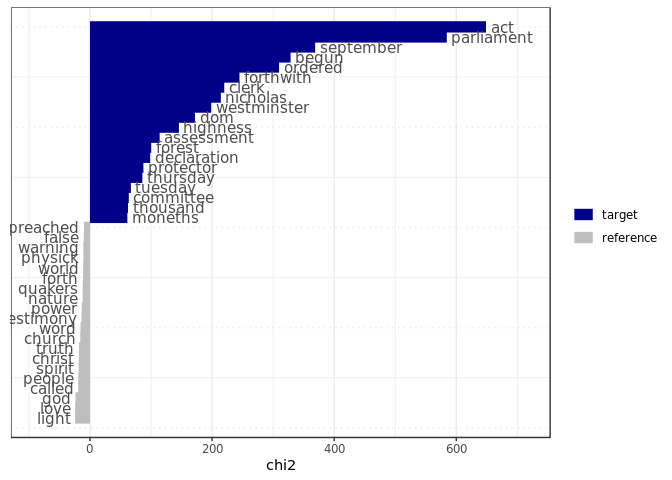 act
parliament
september
begun
ordered
forthwith
clerk
nicholas
westminster
dom
highness
assessment
forest
declaration
protector
thursday
tuesday
committee
thousand
moneths
preached
false
warning
physick
world
forth
quakers
nature
power
estimony
word
church
truth
christ
spirit
people
called
god
love
light
0 200 400 600
chi2
target
reference